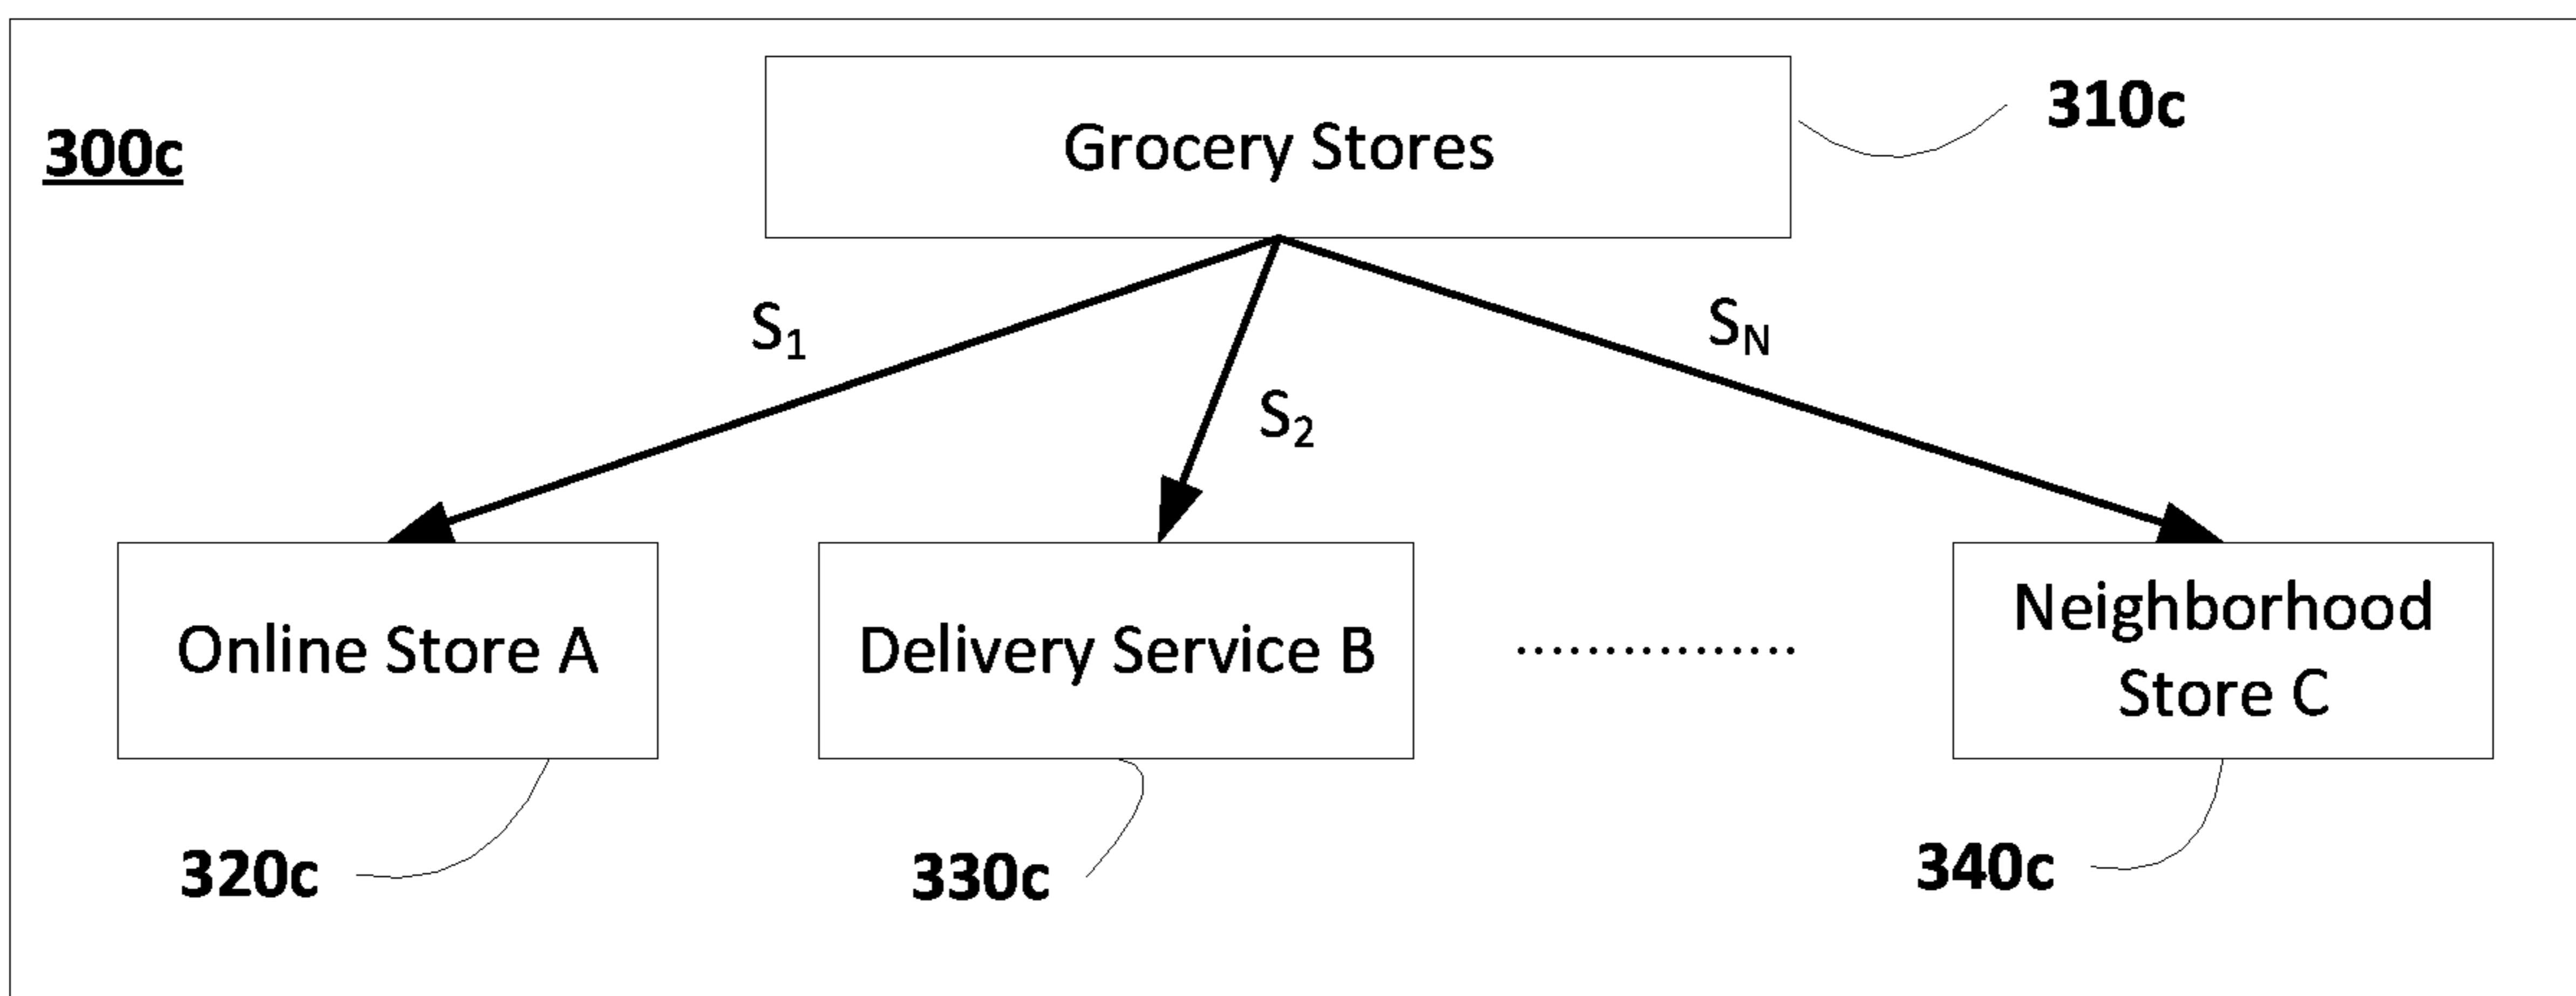 300c
Grocery Stores
310c
S1
S2
SN
Online Store A
Delivery Service B
...............
Neighborhood
Store C
320c
330c
340c